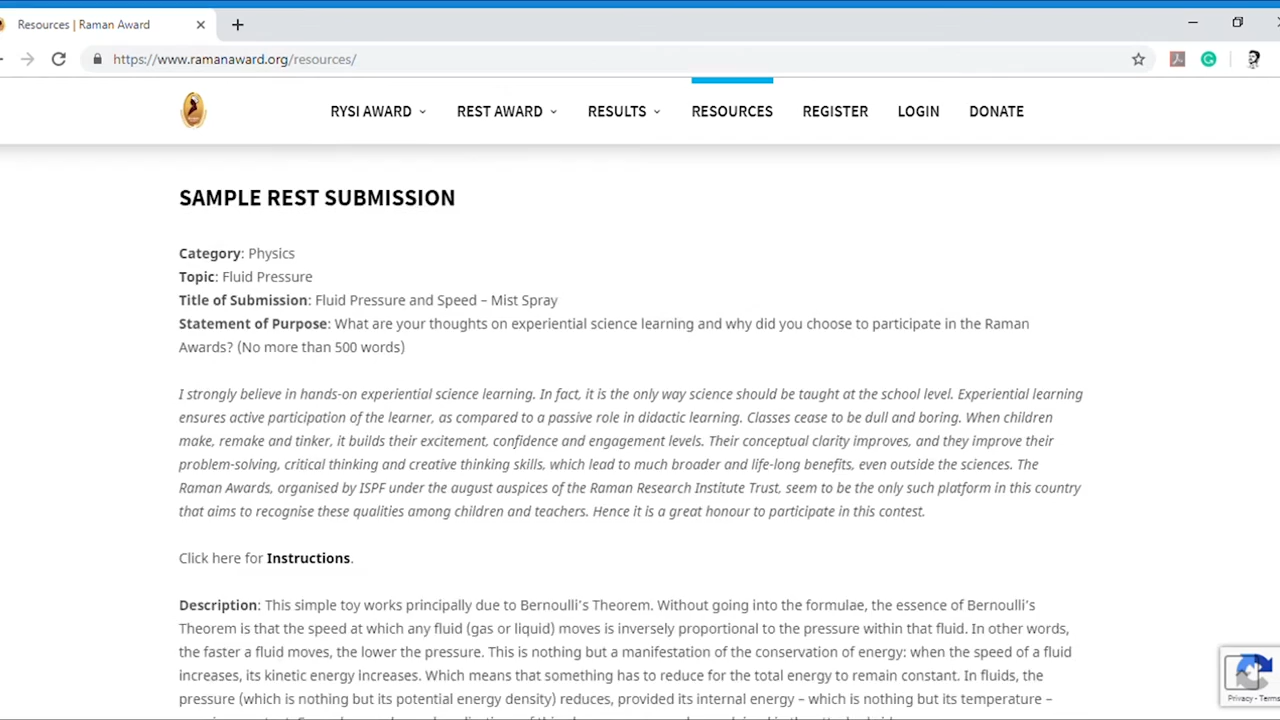 Resources | Raman Award
https://www.ramanaward.org/resources/
RYSI AWARD REST AWARD RESULTS RESOURCES REGISTER LOGIN DONATE
SAMPLE REST SUBMISSION
Category: Physics
Topic: Fluid Pressure
Title of Submission: Fluid Pressure and Speed – Mist Spray
Statement of Purpose: What are your thoughts on experiential science learning and why did you choose to participate in the Raman
Awards? (No more than 500 words)
I strongly believe in hands-on experiential science learning. In fact, it is the only way science should be taught at the school level. Experiential learning
ensures active participation of the learner, as compared to a passive role in didactic learning. Classes cease to be dull and boring. When children
make, remake and tinker, it builds their excitement, confidence and engagement levels. Their conceptual clarity improves, and they improve their
problem-solving, critical thinking and creative thinking skills, which lead to much broader and life-long benefits, even outside the sciences. The
Raman Awards, organised by ISPF under the august auspices of the Raman Research Institute Trust, seem to be the only such platform in this country
that aims to recognise these qualities among children and teachers. Hence it is a great honour to participate in this contest.
Click here for Instructions.
Description: This simple toy works principally due to Bernoulli's Theorem. Without going into the formulae, the essence of Bernoulli's
Theorem is that the speed at which any fluid (gas or liquid) moves is inversely proportional to the pressure within that fluid. In other words,
the faster a fluid moves, the lower the pressure. This is nothing but a manifestation of the conservation of energy: when the speed of a fluid
increases, its kinetic energy increases. Which means that something has to reduce for the total energy to remain constant. In fluids, the
pressure (which is nothing but its potential energy density) reduces, provided its internal energy – which is nothing but its temperature –
Privacy - Terms